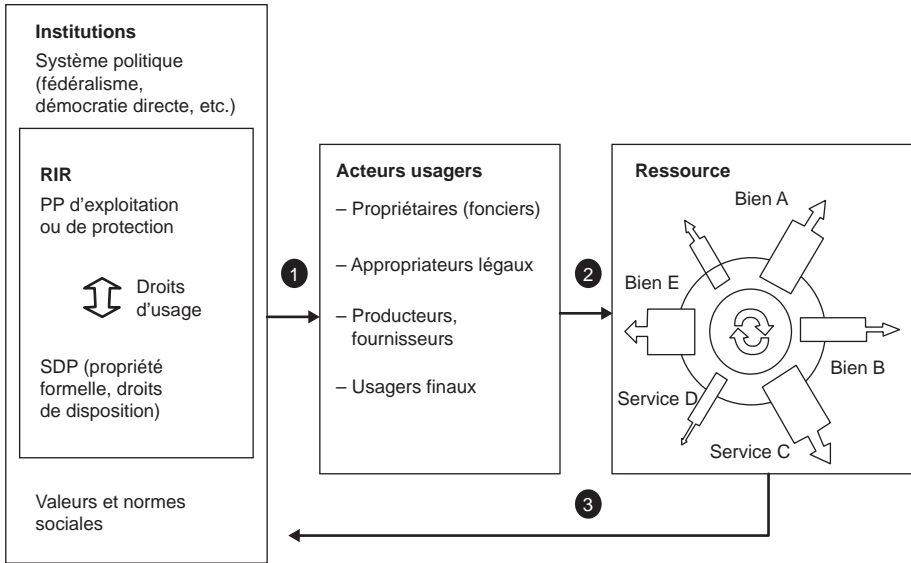 Institutions
Système politique
(fédéralisme,
démocratie directe, etc.)
RIR
PP d'exploitation
ou de protection
Droits
d'usage
SDP (propriété
formelle, droits
de disposition)
Valeurs et normes
sociales
1
Acteurs usagers
– Propriétaires (fonciers)
– Appropriateurs légaux
– Producteurs,
fournisseurs
– Usagers finaux
2
Ressource
Bien A
Bien E
Bien B
Service D
Service C
3